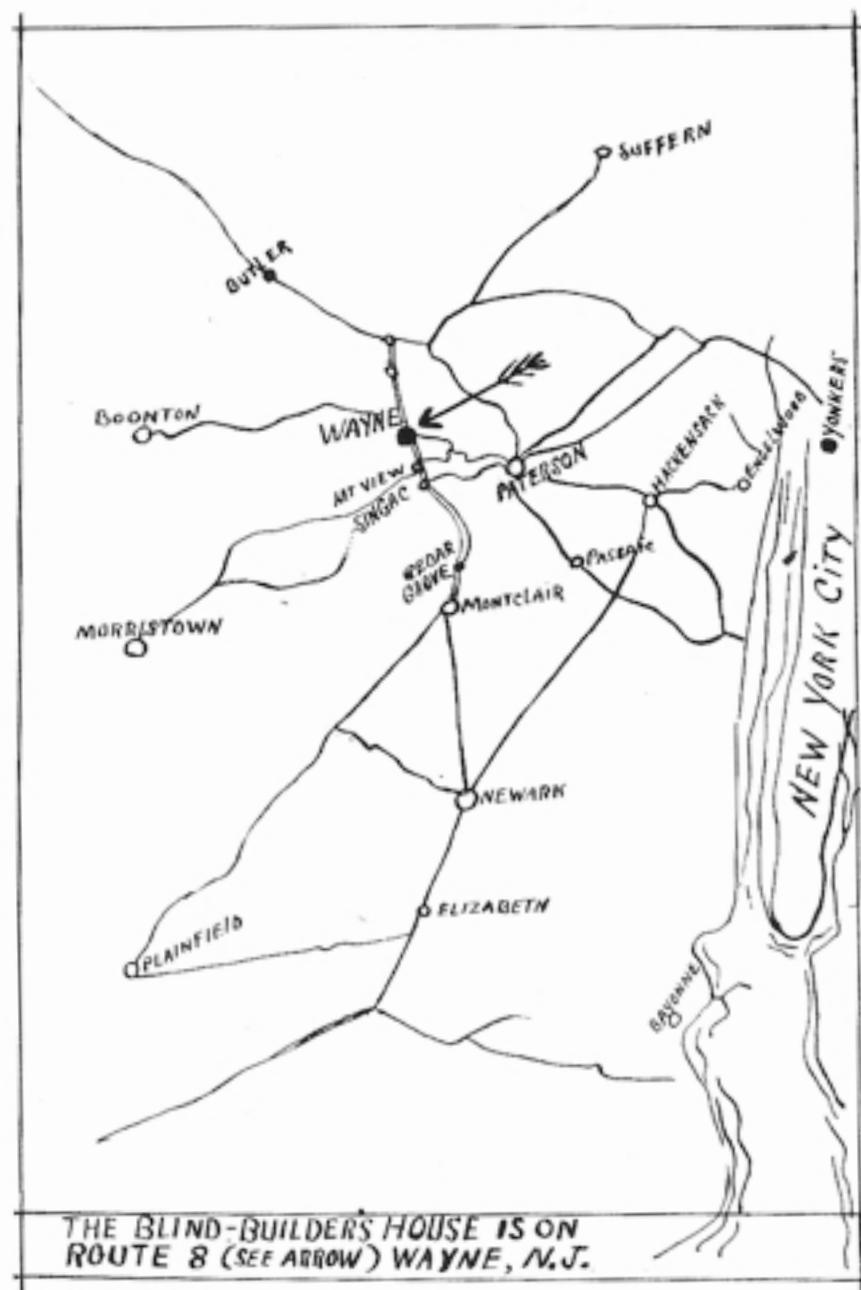 SUFFERN
BUTLER
YONKERS
BOONTON
WAYNE
ENGLEWOOD
HACKENSACK
PATERSON
MT VIEW
SINGAC
NEW YORK CITY
PASSAIC
CEDAR
GROVE
MONTCLAIR
MORRISTOWN
NEWARK
ELIZABETH
PLAINFIELD
BAYONNE
THE BLIND-BUILDERS HOUSE IS ON
ROUTE 8 (SEE ARROW) WAYNE, N.J.